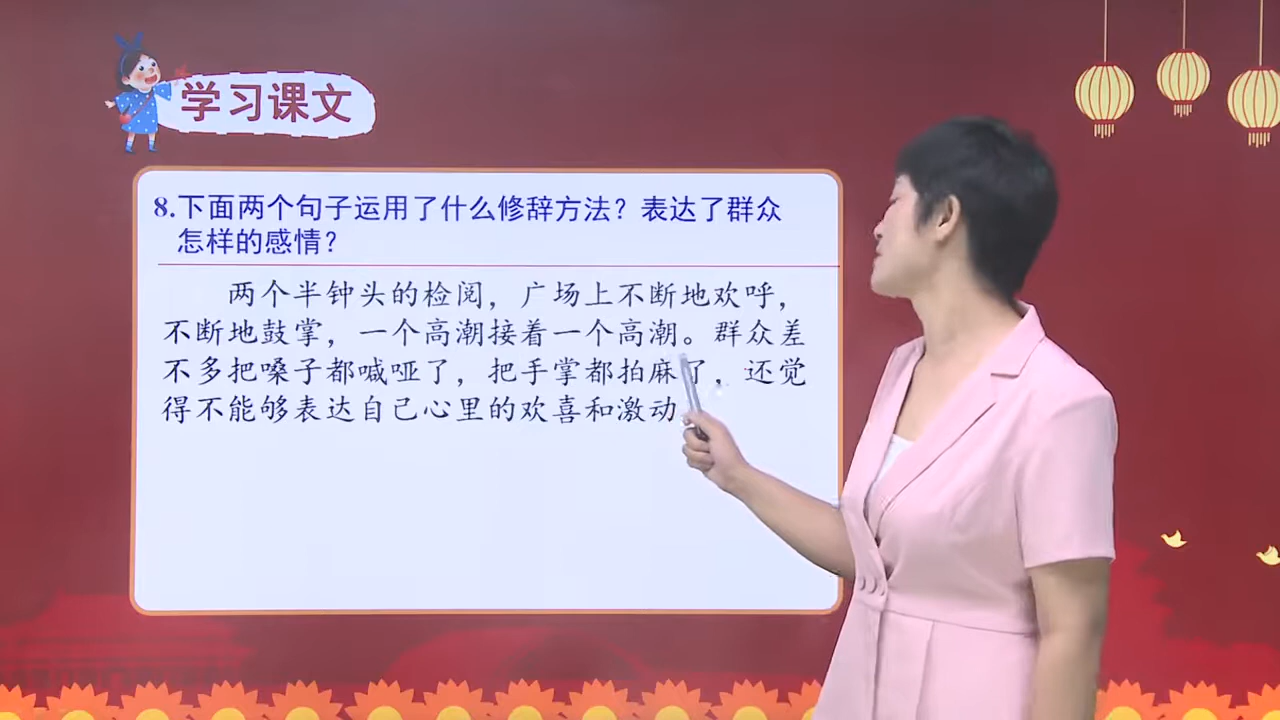 学习课文
8.下面两个句子运用了什么修辞方法？表达了群众
怎样的感情？
两个半钟头的检阅，广场上不断地欢呼，
不断地鼓掌，一个高潮接着一个高潮。群众差
不多把嗓子都喊哑了，把手掌都拍麻了，还觉
得不能够表达自己心里的欢喜和激动